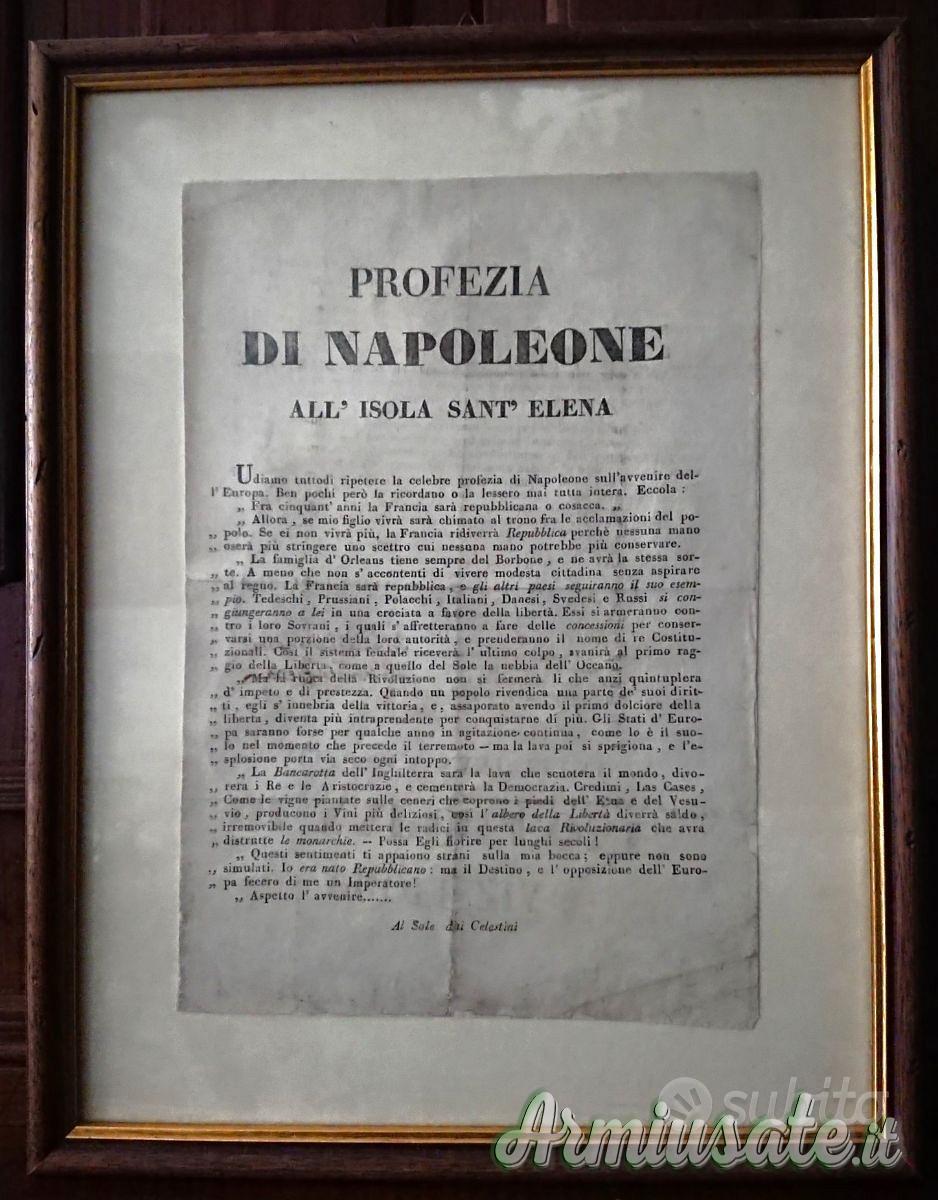 PROFEZIA
DI NAPOLEONE
ALL' ISOLA SANT' ELENA
Udiamo tuttodì ripetere la celebre profezia di Napoleone sull'avvenire del-
l' Europa. Ben pochi però la ricordano o la lessero mai tutta intera. Eccola :
„ Fra cinquant' anni la Francia sarà repubblicana o cosacca. „
„ Allora , se mio figlio vivrà sarà chimato al trono fra le acclamazioni del po-
„ polo. Se ei non vivrà più, la Francia ridiverrà Repubblica perchè nessuna mano
„ oserà più stringere uno scettro cui nessuna mano potrebbe più conservare.
„ La famiglia d' Orleans tiene sempre del Borbone , e ne avrà la stessa sor-
„ te. A meno che non s' accontenti di vivere modesta cittadina senza aspirare
„ al regno. La Francia sarà repubblica , e gli altri paesi seguiranno il suo esem-
„ pio. Tedeschi , Prussiani , Polacchi , Italiani , Danesi , Svedesi e Russi si con-
„ giungeranno a lei in una crociata a favore della libertà. Essi si armeranno con-
„ tro i loro Sovrani , i quali s' affretteranno a fare delle concessioni per conser-
„ varsi una porzione della loro autorità , e prenderanno il nome di re Costitu-
„ zionali. Così il sistema feudale riceverà l' ultimo colpo , svanirà al primo rag-
„ gio della Libertà , come a quello del Sole la nebbia dell' Oceano.
„ Ma la ruota della Rivoluzione non si fermerà lì che anzi quintuplera
„ d' impeto e di prestezza. Quando un popolo rivendica una parte de' suoi dirit-
„ ti , egli s' innebria della vittoria , e , assaporato avendo il primo dolciore della
„ libertà , diventa più intraprendente per conquistarne di più. Gli Stati d' Euro-
„ pa saranno forse per qualche anno in agitazione continua , come lo è il suo-
„ lo nel momento che precede il terremoto — ma la lava poi si sprigiona , e l'e-
„ splosione porta via seco ogni intoppo.
„ La Bancarotta dell' Inghilterra sarà la lava che scuotera il mondo , divo-
„ rera i Re e le Aristocrazie , e cementerà la Democrazia. Credimi , Las Cases ,
„ Come le vigne piantate sulle ceneri che coprono i piedi dell' Etna e del Vesu-
„ vio , producono i Vini più deliziosi , così l' albero della Libertà diverrà saldo ,
„ irremovibile quando mettera le radici in questa lava Rivoluzionaria che avra
„ distrutte le monarchie. — Possa Egli fiorire per lunghi secoli !
„ Questi sentimenti ti appaiono strani sulla mia bocca ; eppure non sono
„ simulati. Io era nato Repubblicano : ma il Destino , e l' opposizione dell' Euro-
„ pa fecero di me un Imperatore !
„ Aspetto l' avvenire.......
Al Sole dai Celestini
subito
Armiusate.it